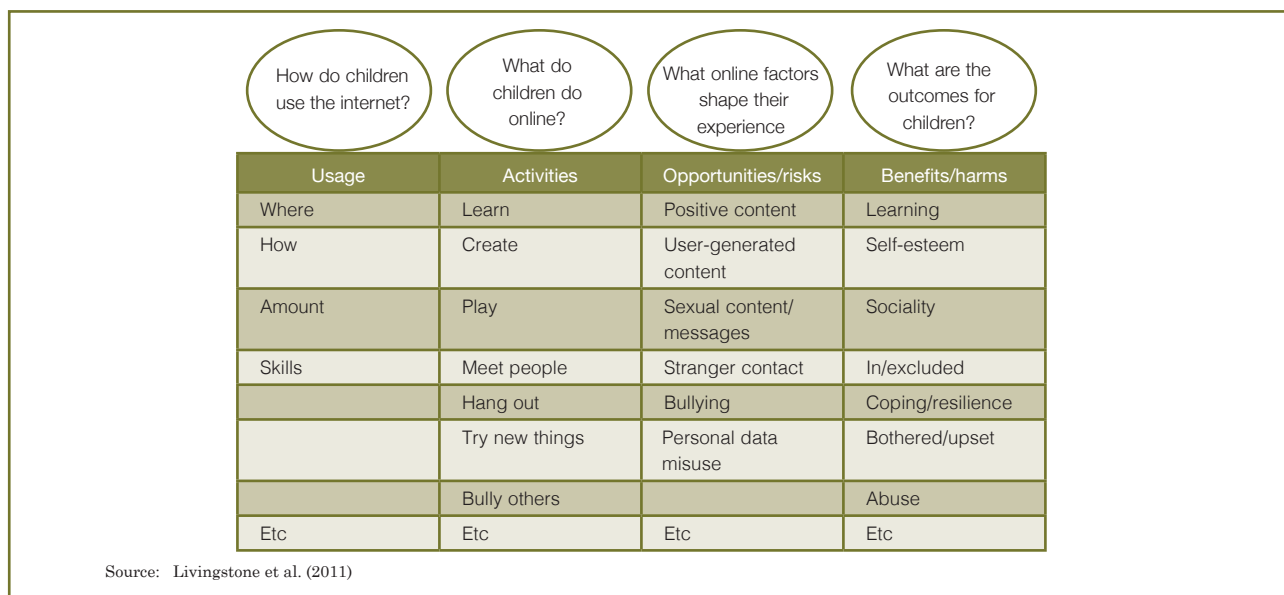 How do children
use the internet?
What do
children do
online?
What online factors
shape their
experience
What are the
outcomes for
children?
Usage Activities Opportunities/risks Benefits/harms
Where Learn Positive content Learning
How Create User-generated Self-esteem
content
Amount Play Sexual content/ Sociality
messages
Skills Meet people Stranger contact In/excluded
Hang out Bullying Coping/resilience
Try new things Personal data Bothered/upset
misuse
Bully others Abuse
Etc Etc Etc Etc
Source: Livingstone et al. (2011)